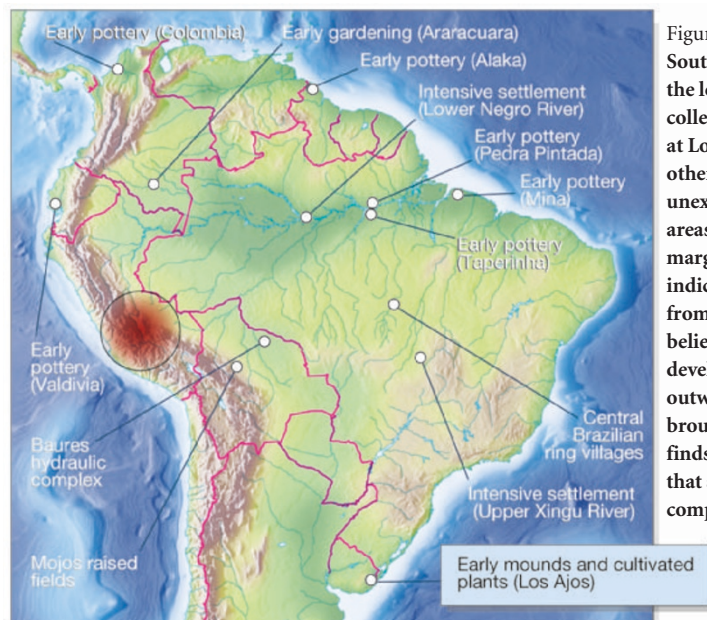 Early pottery (Colombia)
Early gardening (Araracuara)
Early pottery (Alaka)
Intensive settlement
(Lower Negro River)
Early pottery
(Pedra Pintada)
Early pottery
(Mina)
Early pottery
(Taperinha)
Early
pottery
(Valdivia)
Baures
hydraulic
complex
Mojos raised
fields
Central
Brazilian
ring villages
Intensive settlement
(Upper Xingu River)
Early mounds and cultivated
plants (Los Ajos)
Figur
South
the lo
colle
at Lo
other
unex
areas
marg
indic
from
belie
devel
outw
brou
finds
that
comp